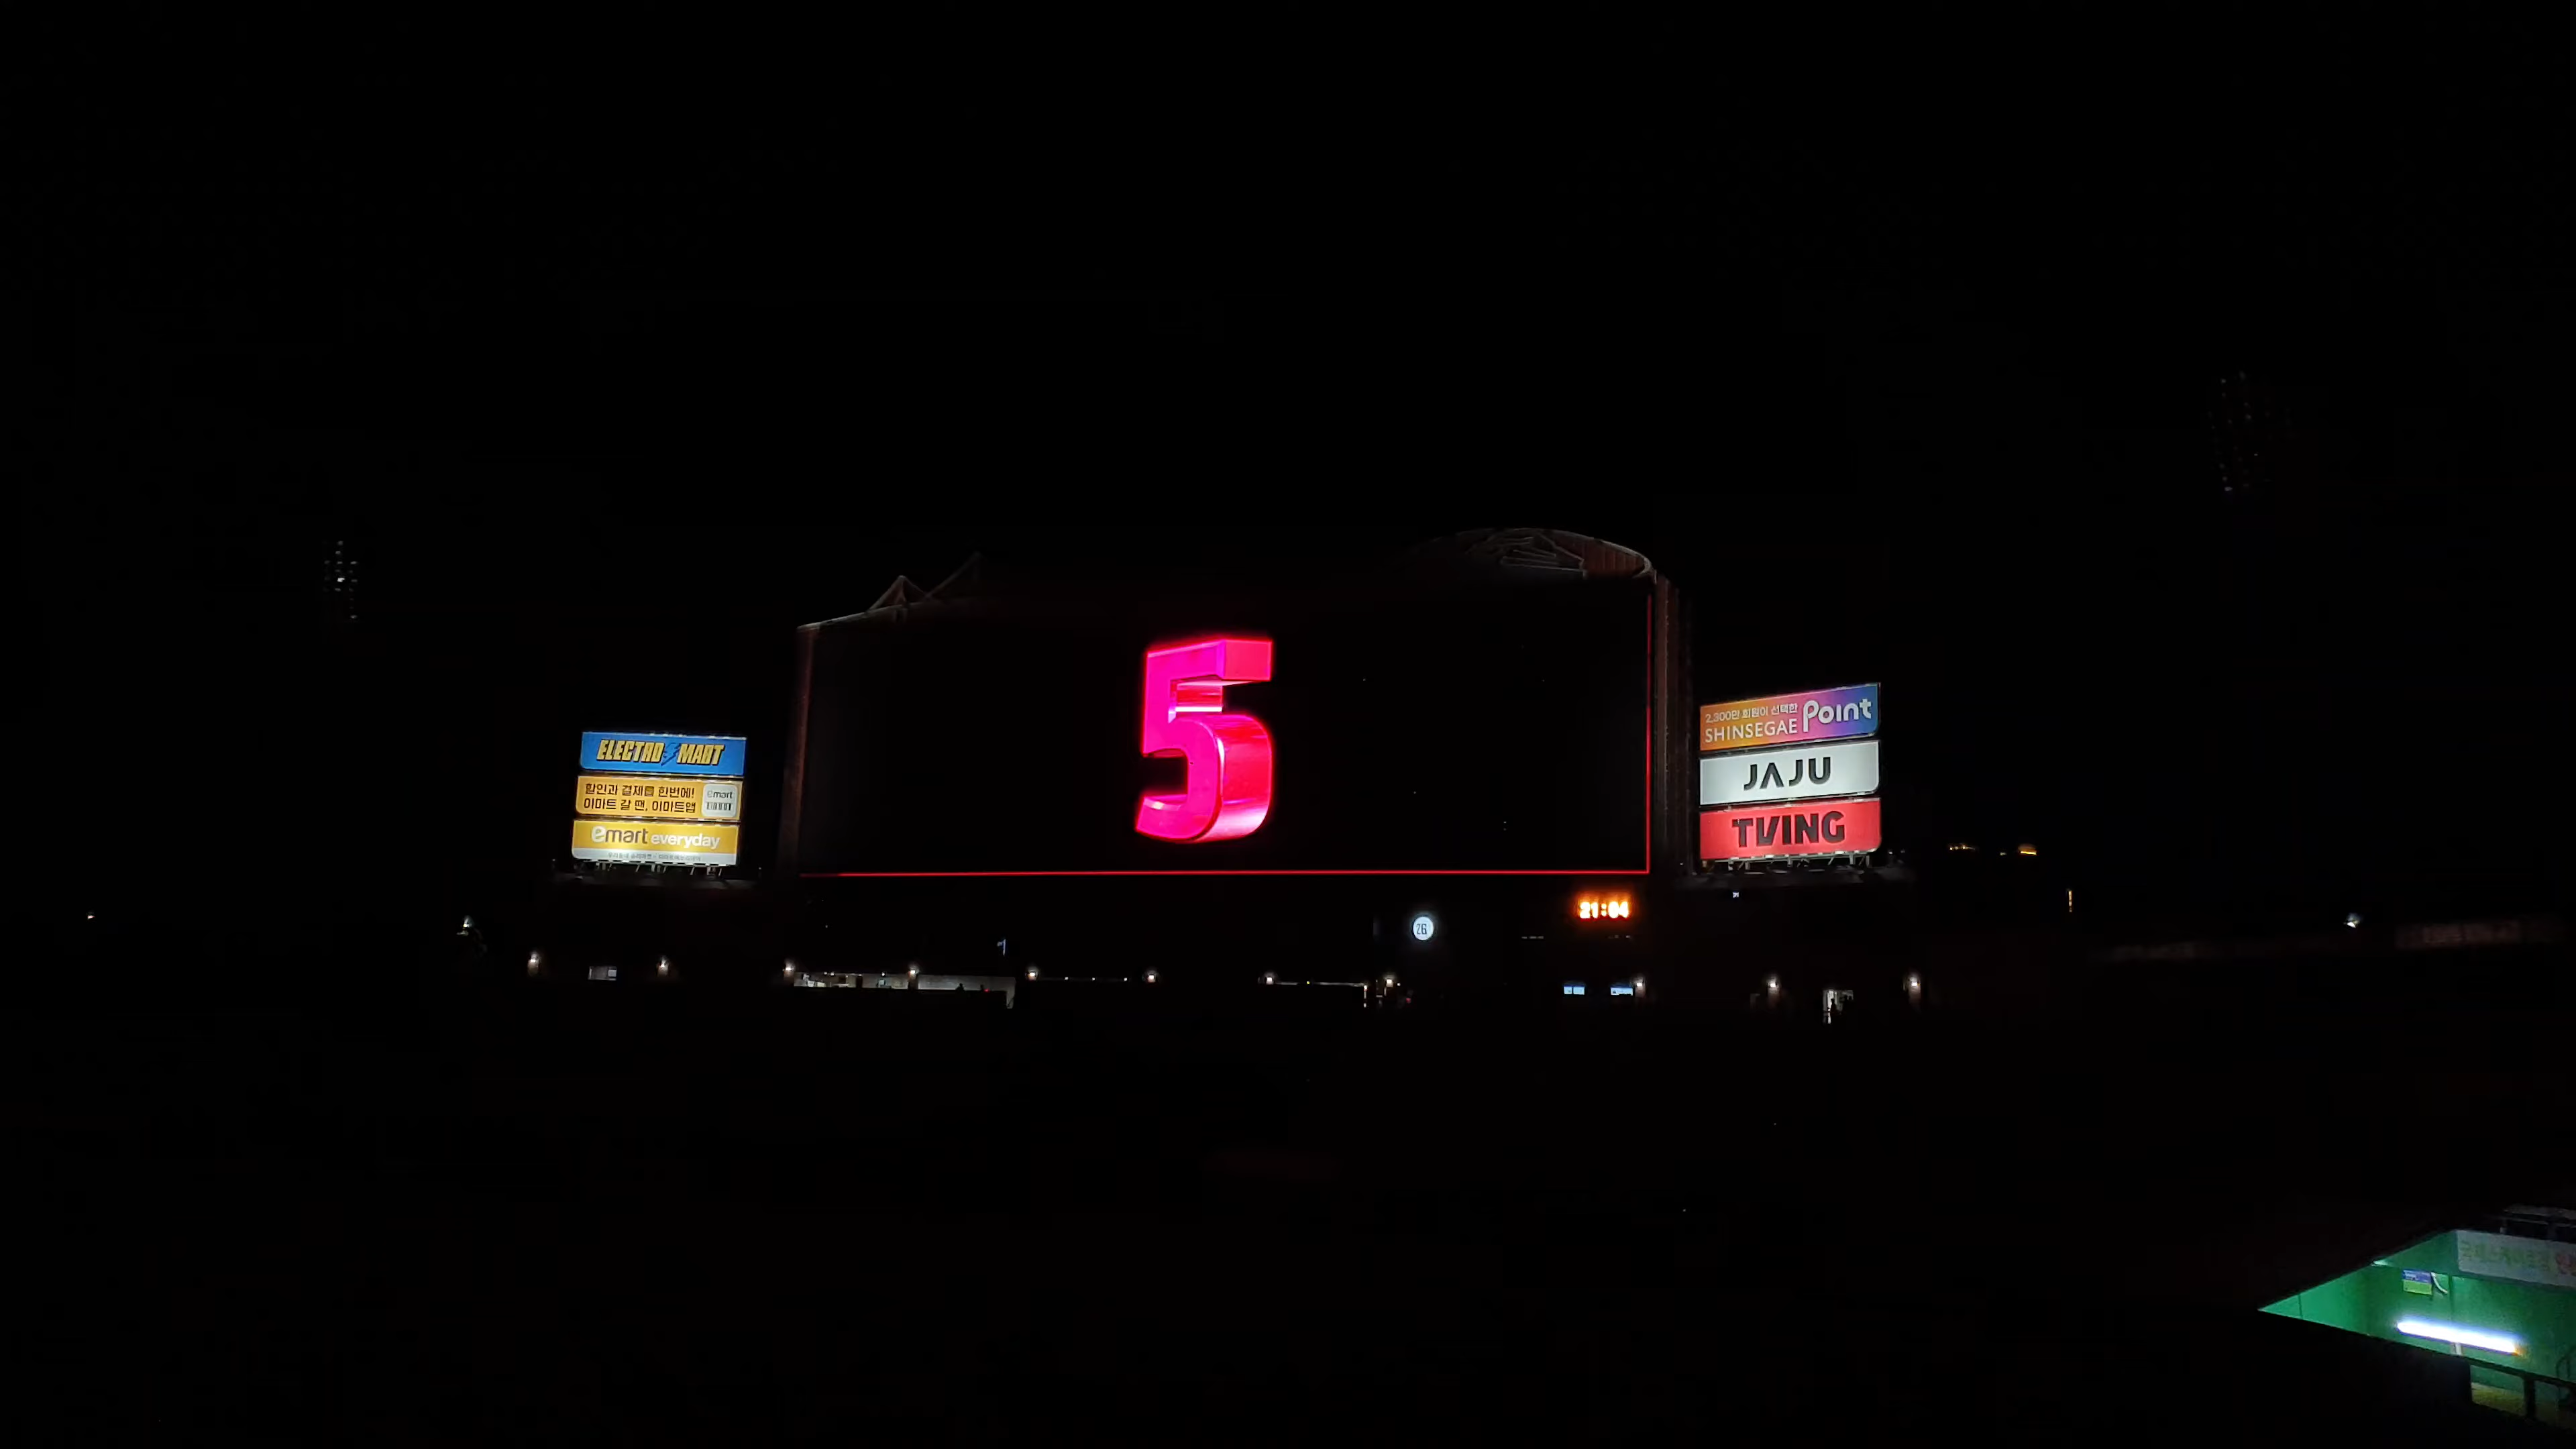 5
ELECTRO MART
할인과 결제를 한번에!
이마트 갈 땐, 이마트앱
emart
emart everyday
2,300만 회원이 선택한
SHINSEGAE Point
JAJU
TVING
21:04
26